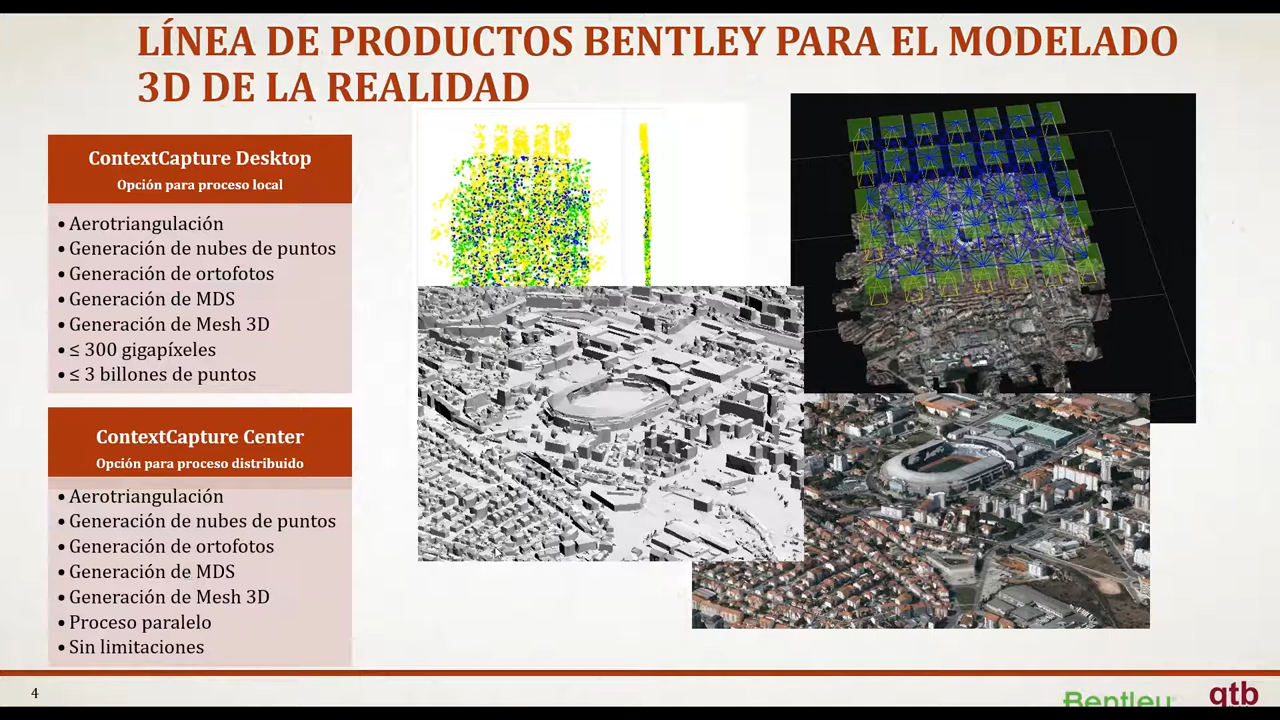 LÍNEA DE PRODUCTOS BENTLEY PARA EL MODELADO
3D DE LA REALIDAD
ContextCapture Desktop
Opción para proceso local
• Aerotriangulación
• Generación de nubes de puntos
• Generación de ortofotos
• Generación de MDS
• Generación de Mesh 3D
• ≤ 300 gigapíxeles
• ≤ 3 billones de puntos
ContextCapture Center
Opción para proceso distribuido
• Aerotriangulación
• Generación de nubes de puntos
• Generación de ortofotos
• Generación de MDS
• Generación de Mesh 3D
• Proceso paralelo
• Sin limitaciones
4
Bentley
qtb